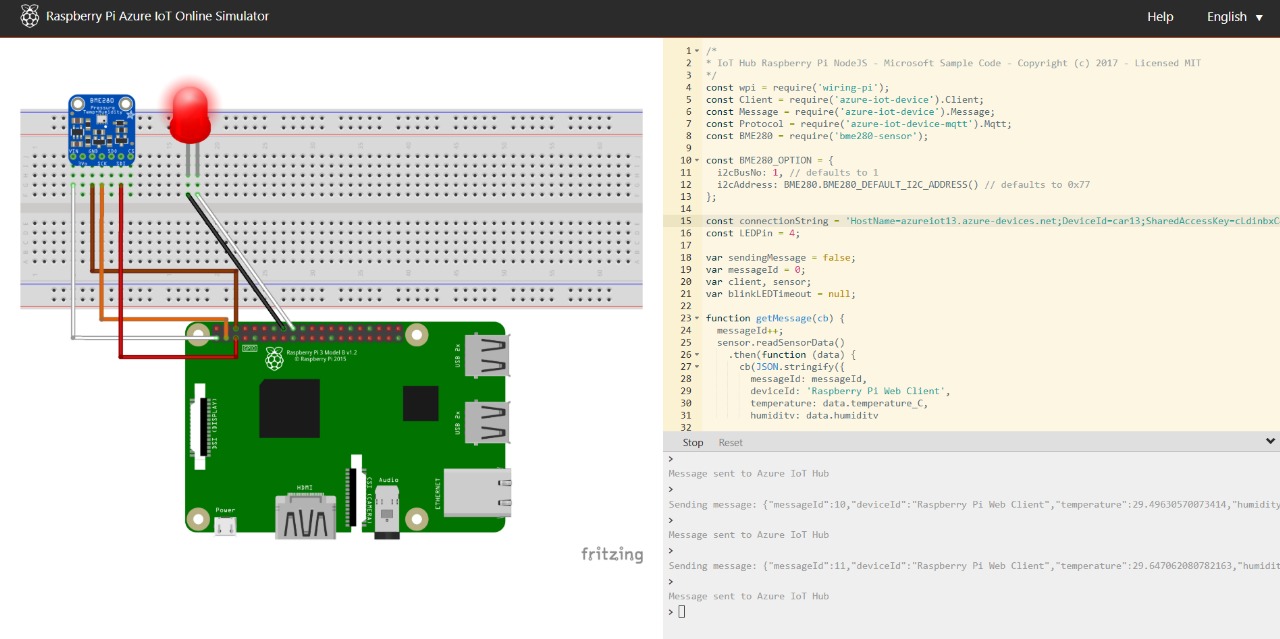 Raspberry Pi Azure IoT Online Simulator
Help
English
BME280
Pressure
Temp+Humidity
VIN
GND
SCK
SDO
SDI
CS
GPIO
Raspberry Pi 3 Model B v1.2
© Raspberry Pi 2015
USB 2x
USB 2x
DSI (DISPLAY)
CSI (CAMERA)
Audio
HDMI
ETHERNET
Power
fritzing
1 /*
2 * IoT Hub Raspberry Pi NodeJS - Microsoft Sample Code - Copyright (c) 2017 - Licensed MIT
3 */
4 const wpi = require('wiring-pi');
5 const Client = require('azure-iot-device').Client;
6 const Message = require('azure-iot-device').Message;
7 const Protocol = require('azure-iot-device-mqtt').Mqtt;
8 const BME280 = require('bme280-sensor');
9
10 const BME280_OPTION = {
11 i2cBusNo: 1, // defaults to 1
12 i2cAddress: BME280.BME280_DEFAULT_I2C_ADDRESS() // defaults to 0x77
13 };
14
15 const connectionString = 'HostName=azureiot13.azure-devices.net;DeviceId=car13;SharedAccessKey=cLdinbxC
16 const LEDPin = 4;
17
18 var sendingMessage = false;
19 var messageId = 0;
20 var client, sensor;
21 var blinkLEDTimeout = null;
22
23 function getMessage(cb) {
24 messageId++;
25 sensor.readSensorData()
26 .then(function (data) {
27 cb(JSON.stringify({
28 messageId: messageId,
29 deviceId: 'Raspberry Pi Web Client',
30 temperature: data.temperature_C,
31 humidity: data.humidity
32
Stop Reset
>
Message sent to Azure IoT Hub
>
Sending message: {"messageId":10,"deviceId":"Raspberry Pi Web Client","temperature":29.49630570073414,"humidity
>
Message sent to Azure IoT Hub
>
Sending message: {"messageId":11,"deviceId":"Raspberry Pi Web Client","temperature":29.647062080782163,"humidit
>
Message sent to Azure IoT Hub
>